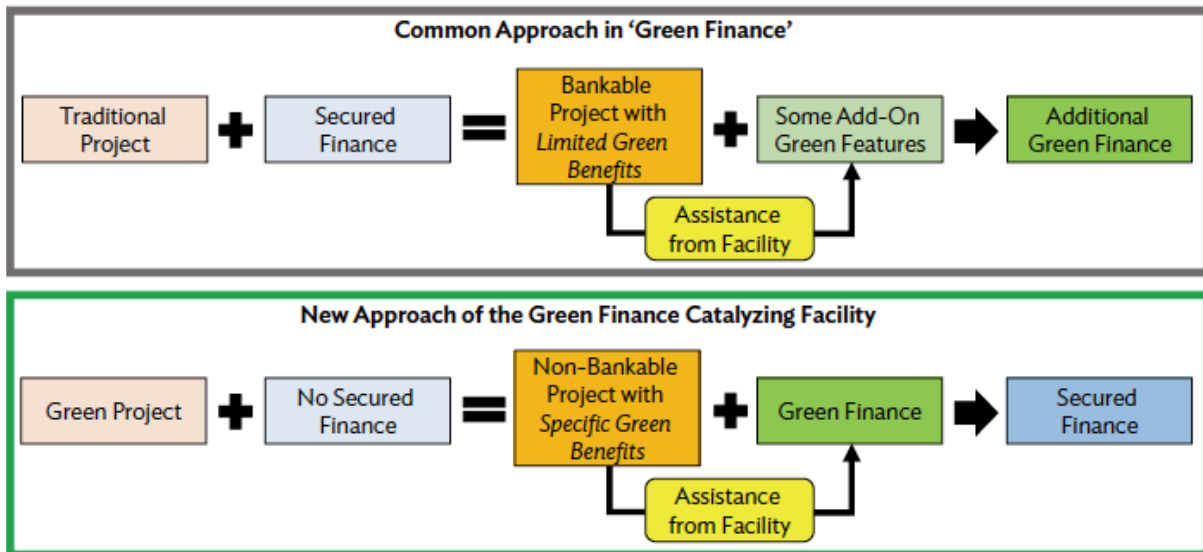 Common Approach in ‘Green Finance’
Traditional
Project
Secured
Finance
Bankable
Project with
Limited Green
Benefits
Some Add-On
Green Features
Additional
Green Finance
Assistance
from Facility
New Approach of the Green Finance Catalyzing Facility
Green Project
No Secured
Finance
Non-Bankable
Project with
Specific Green
Benefits
Green Finance
Secured
Finance
Assistance
from Facility